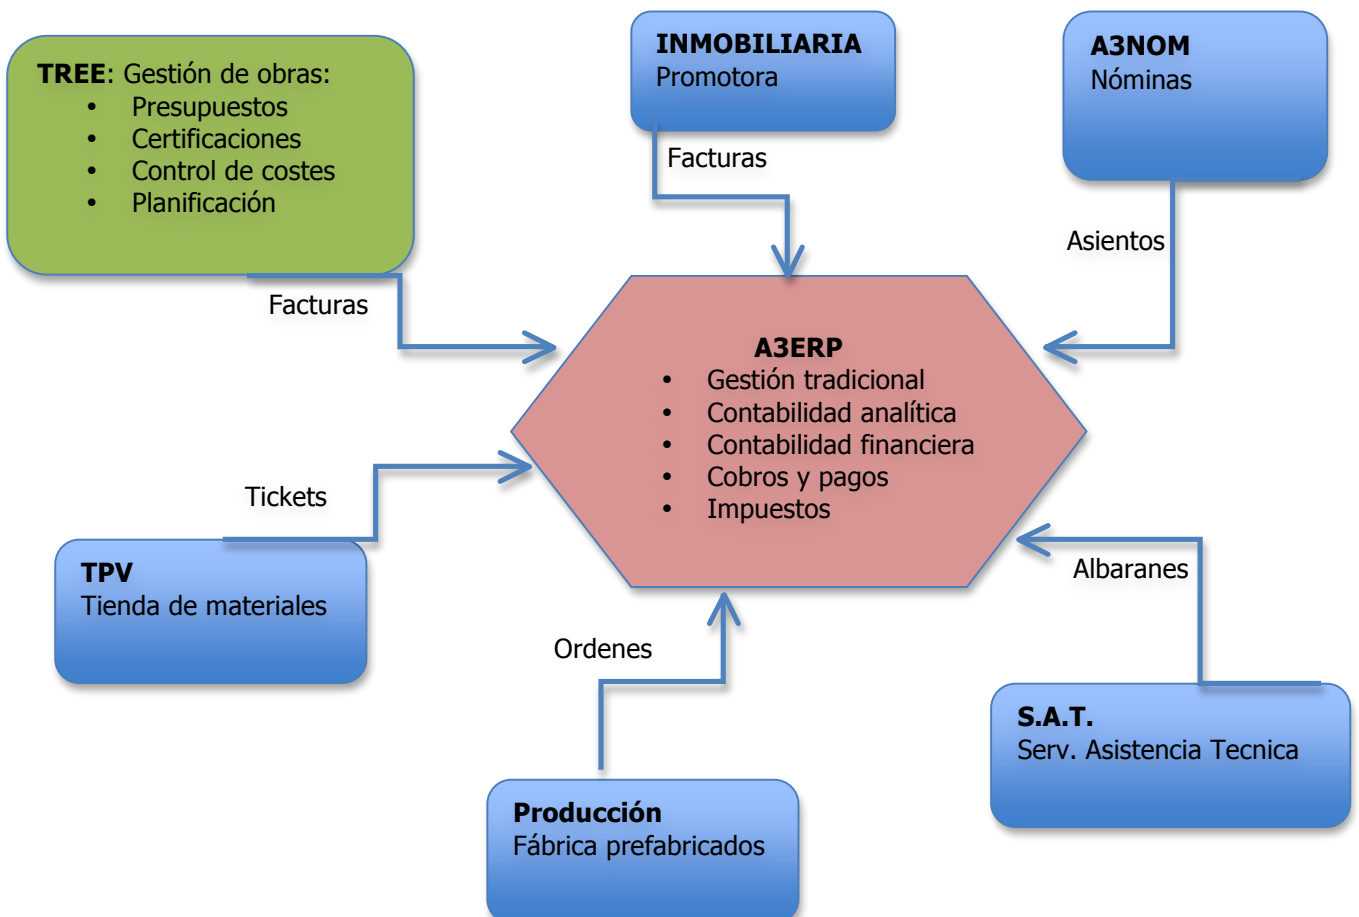 TREE: Gestión de obras:
• Presupuestos
• Certificaciones
• Control de costes
• Planificación
Facturas
INMOBILIARIA
Promotora
Facturas
A3NOM
Nóminas
Asientos
A3ERP
• Gestión tradicional
• Contabilidad analítica
• Contabilidad financiera
• Cobros y pagos
• Impuestos
Tickets
TPV
Tienda de materiales
Ordenes
Producción
Fábrica prefabricados
Albaranes
S.A.T.
Serv. Asistencia Tecnica